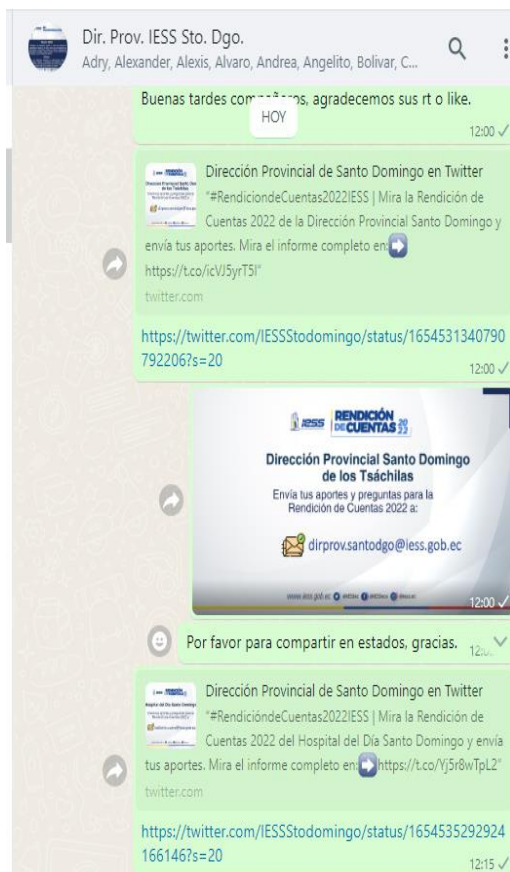 Dir. Prov. IESS Sto. Dgo.
Adry, Alexander, Alexis, Alvaro, Andrea, Angelito, Bolivar, C...
Buenas tardes compañeros, agradecemos sus rt o like.
HOY
12:00
Dirección Provincial de Santo Domingo en Twitter
"#RendiciondeCuentas2022IESS | Mira la Rendición de
Cuentas 2022 de la Dirección Provincial Santo Domingo y
envía tus aportes. Mira el informe completo en:➡
https://t.co/icVJ5yrT5I"
twitter.com
https://twitter.com/IESSStodomingo/status/1654531340790
792206?s=20
12:00
IESS
RENDICIÓN
DE CUENTAS 2022
Dirección Provincial Santo Domingo
de los Tsáchilas
Envía tus aportes y preguntas para la
Rendición de Cuentas 2022 a:
dirprov.santodgo@iess.gob.ec
www.iess.gob.ec
12:00
Por favor para compartir en estados, gracias.
Dirección Provincial de Santo Domingo en Twitter
"#RendicióndeCuentas2022IESS | Mira la Rendición de
Cuentas 2022 del Hospital del Día Santo Domingo y envía
tus aportes. Mira el informe completo en:➡https://t.co/Yj5r8wTpL2"
twitter.com
https://twitter.com/IESSStodomingo/status/1654535292924
166146?s=20
12:15